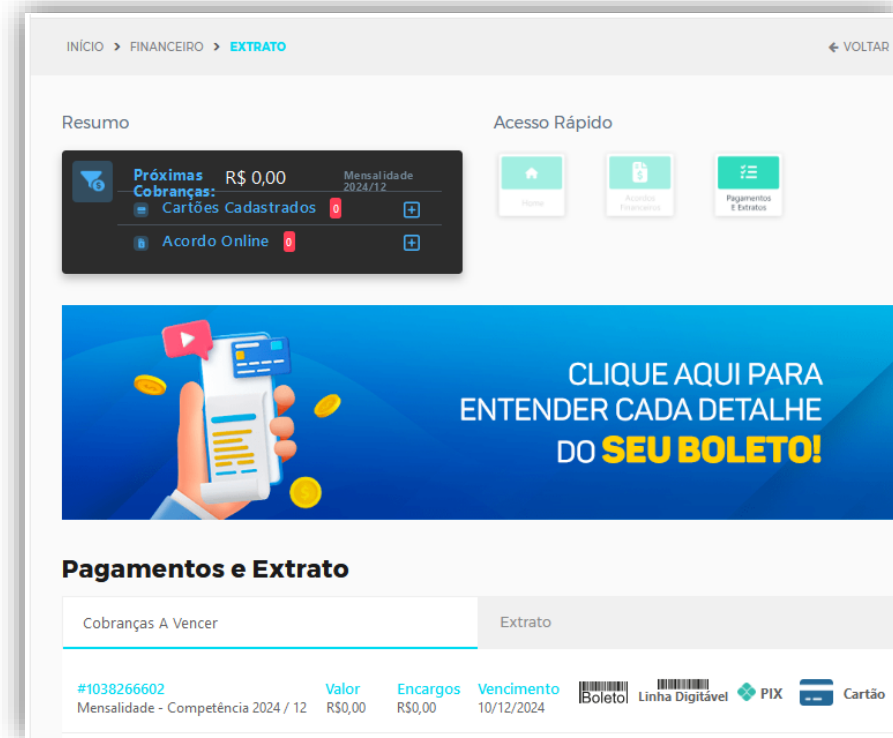 INÍCIO > FINANCEIRO > EXTRATO
VOLTAR
Resumo
Acesso Rápido
Próximas Cobranças:
R$ 0,00
Mensalidade 2024/12
Cartões Cadastrados 0
Acordo Online 0
Home
Acordos Financeiros
Pagamentos E Extratos
CLIQUE AQUI PARA
ENTENDER CADA DETALHE
DO SEU BOLETO!
Pagamentos e Extrato
Cobranças A Vencer
Extrato
#1038266602 Valor Encargos Vencimento
Mensalidade - Competência 2024 / 12 R$0,00 R$0,00 10/12/2024
Boleto Linha Digitável PIX Cartão